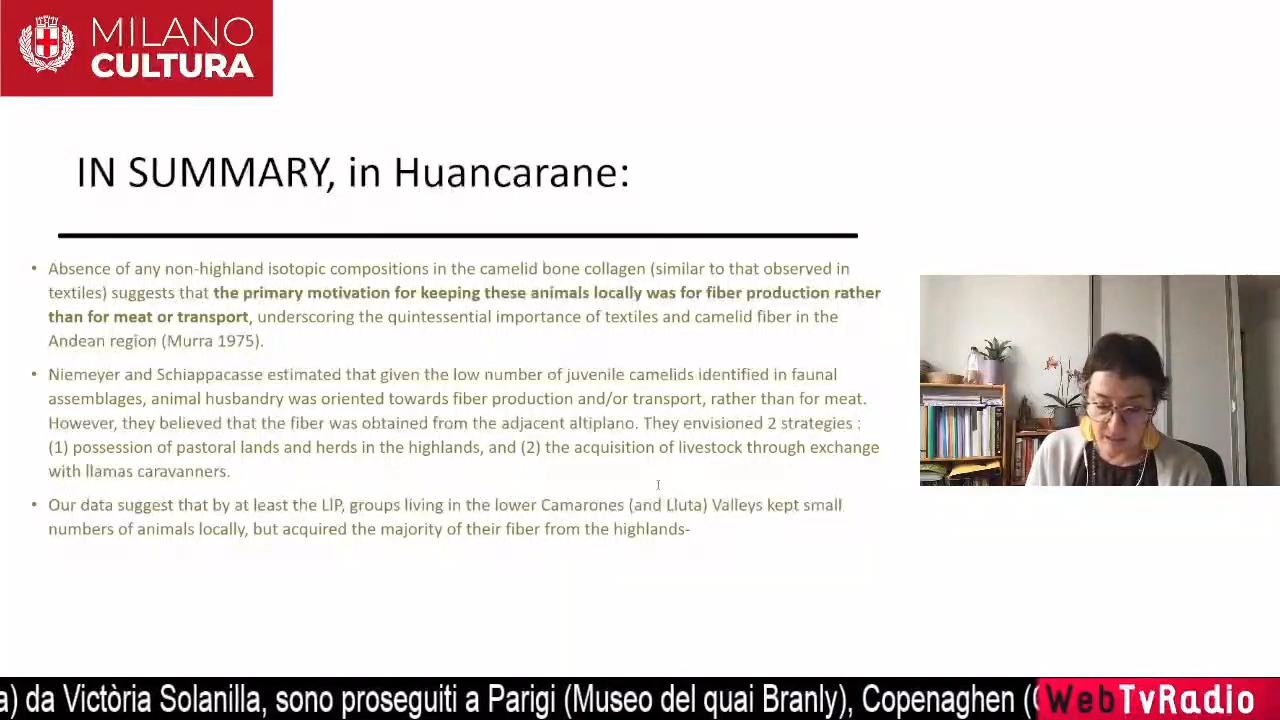 MILANO
CULTURA
IN SUMMARY, in Huancarane:
• Absence of any non-highland isotopic compositions in the camelid bone collagen (similar to that observed in
textiles) suggests that the primary motivation for keeping these animals locally was for fiber production rather
than for meat or transport, underscoring the quintessential importance of textiles and camelid fiber in the
Andean region (Murra 1975).
• Niemeyer and Schiappacasse estimated that given the low number of juvenile camelids identified in faunal
assemblages, animal husbandry was oriented towards fiber production and/or transport, rather than for meat.
However, they believed that the fiber was obtained from the adjacent altiplano. They envisioned 2 strategies :
(1) possession of pastoral lands and herds in the highlands, and (2) the acquisition of livestock through exchange
with llamas caravanners.
• Our data suggest that by at least the LIP, groups living in the lower Camarones (and Lluta) Valleys kept small
numbers of animals locally, but acquired the majority of their fiber from the highlands-
a) da Victòria Solanilla, sono proseguiti a Parigi (Museo del quai Branly), Copenaghen (
WebTvRadio